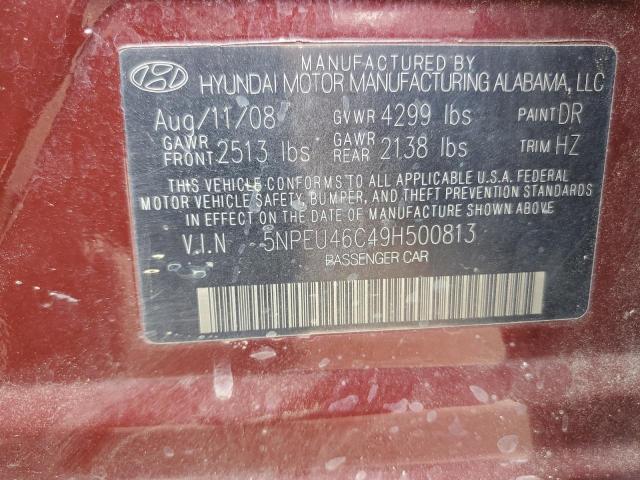 MANUFACTURED BY
HYUNDAI MOTOR MANUFACTURING ALABAMA, LLC
Aug/11/08 GVWR 4299 lbs PAINT DR
GAWR FRONT 2513 lbs GAWR REAR 2138 lbs TRIM HZ
THIS VEHICLE CONFORMS TO ALL APPLICABLE U.S.A. FEDERAL
MOTOR VEHICLE SAFETY, BUMPER, AND THEFT PREVENTION STANDARDS
IN EFFECT ON THE DATE OF MANUFACTURE SHOWN ABOVE.
V.I.N 5NPEU46C49H500813
PASSENGER CAR